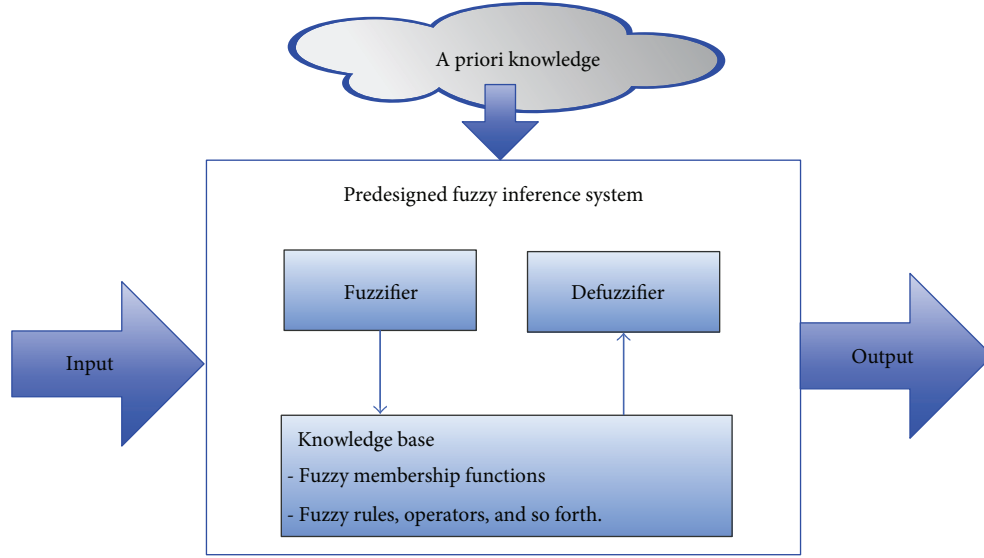 A priori knowledge
Predesigned fuzzy inference system
Fuzzifier
Defuzzifier
Input
Output
Knowledge base
- Fuzzy membership functions
- Fuzzy rules, operators, and so forth.